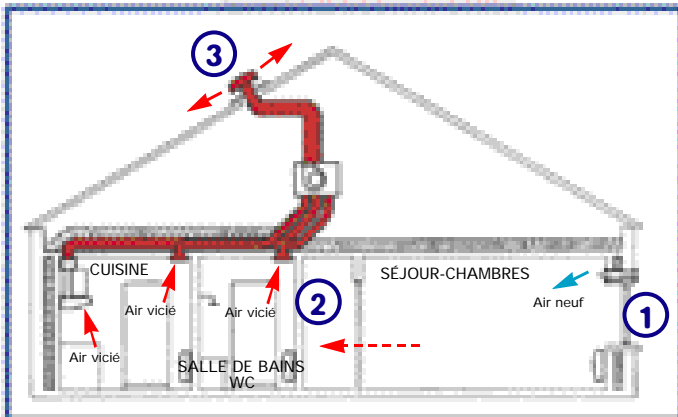 3
CUISINE
SÉJOUR-CHAMBRES
Air vicié
Air vicié
2
Air neuf
1
Air vicié
SALLE DE BAINS
WC